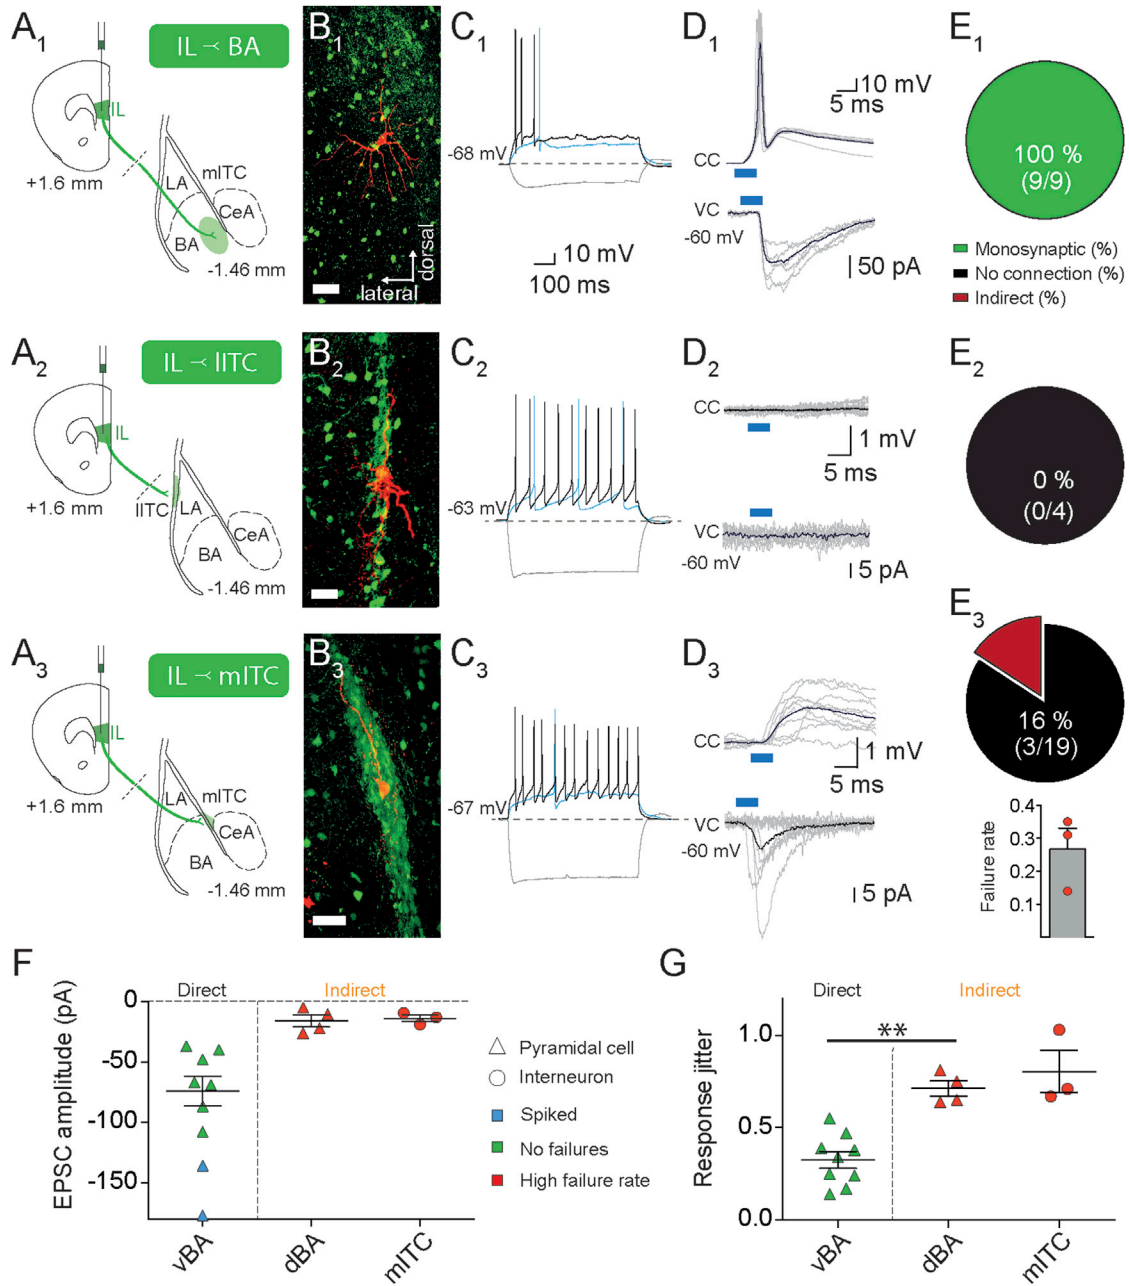 A1
IL BA
IL
+1.6 mm
LA
mITC
CeA
BA
-1.46 mm
B1
dorsal
lateral
C1
-68 mV
10 mV
100 ms
D1
10 mV
5 ms
CC
VC
-60 mV
50 pA
E1
100 %
(9/9)
Monosynaptic (%)
No connection (%)
Indirect (%)
A2
IL lITC
IL
+1.6 mm
lITC
LA
CeA
BA
-1.46 mm
B2
C2
-63 mV
D2
CC
1 mV
5 ms
VC
-60 mV
5 pA
E2
0 %
(0/4)
A3
IL mITC
IL
+1.6 mm
LA
mITC
CeA
BA
-1.46 mm
B3
C3
-67 mV
D3
CC
1 mV
5 ms
VC
-60 mV
5 pA
E3
16 %
(3/19)
Failure rate
0.4
0.3
0.2
0.1
F
EPSC amplitude (pA)
Direct
Indirect
0
-50
-100
-150
vBA
dBA
mITC
Pyramidal cell
Interneuron
Spiked
No failures
High failure rate
G
Response jitter
Direct
Indirect
**
1.0
0.5
0.0
vBA
dBA
mITC